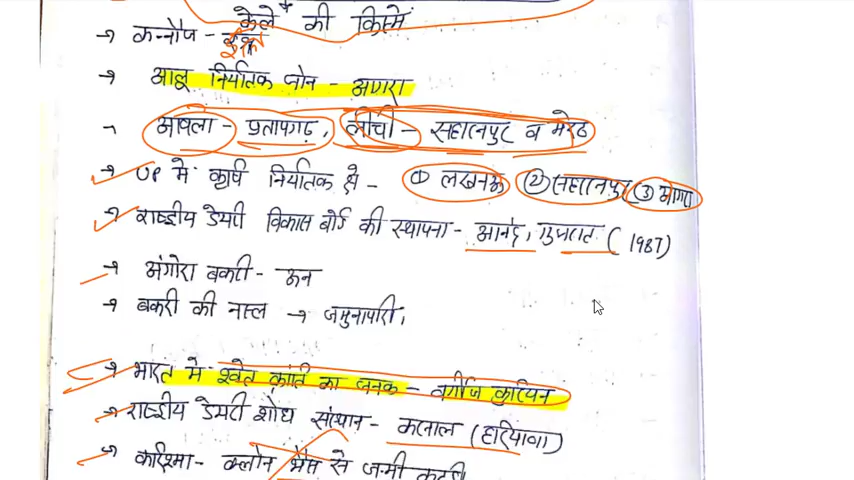 केले की किस्में
→ कन्नौज - इत्र
→ आलू निर्यातक जोन - आगरा
→ आंवला - प्रतापगढ़, लीची - सहारनपुर व मेरठ
→ UP में कृषि निर्यातक क्षे - ① लखनऊ ② सहारनपुर ③ आगरा
→ राष्ट्रीय डेयरी विकास बोर्ड की स्थापना - आनंद, गुजरात (1987)
→ अंगोरा बकरी - ऊन
→ बकरी की नस्ल → जमुनापारी,
→ भारत में श्वेत क्रांति का जनक - वर्गीज कुरियन
→ राष्ट्रीय डेयरी शोध संस्थान - करनाल (हरियाणा)
→ करिश्मा - क्लोन भैंस से जन्मी कटड़ी